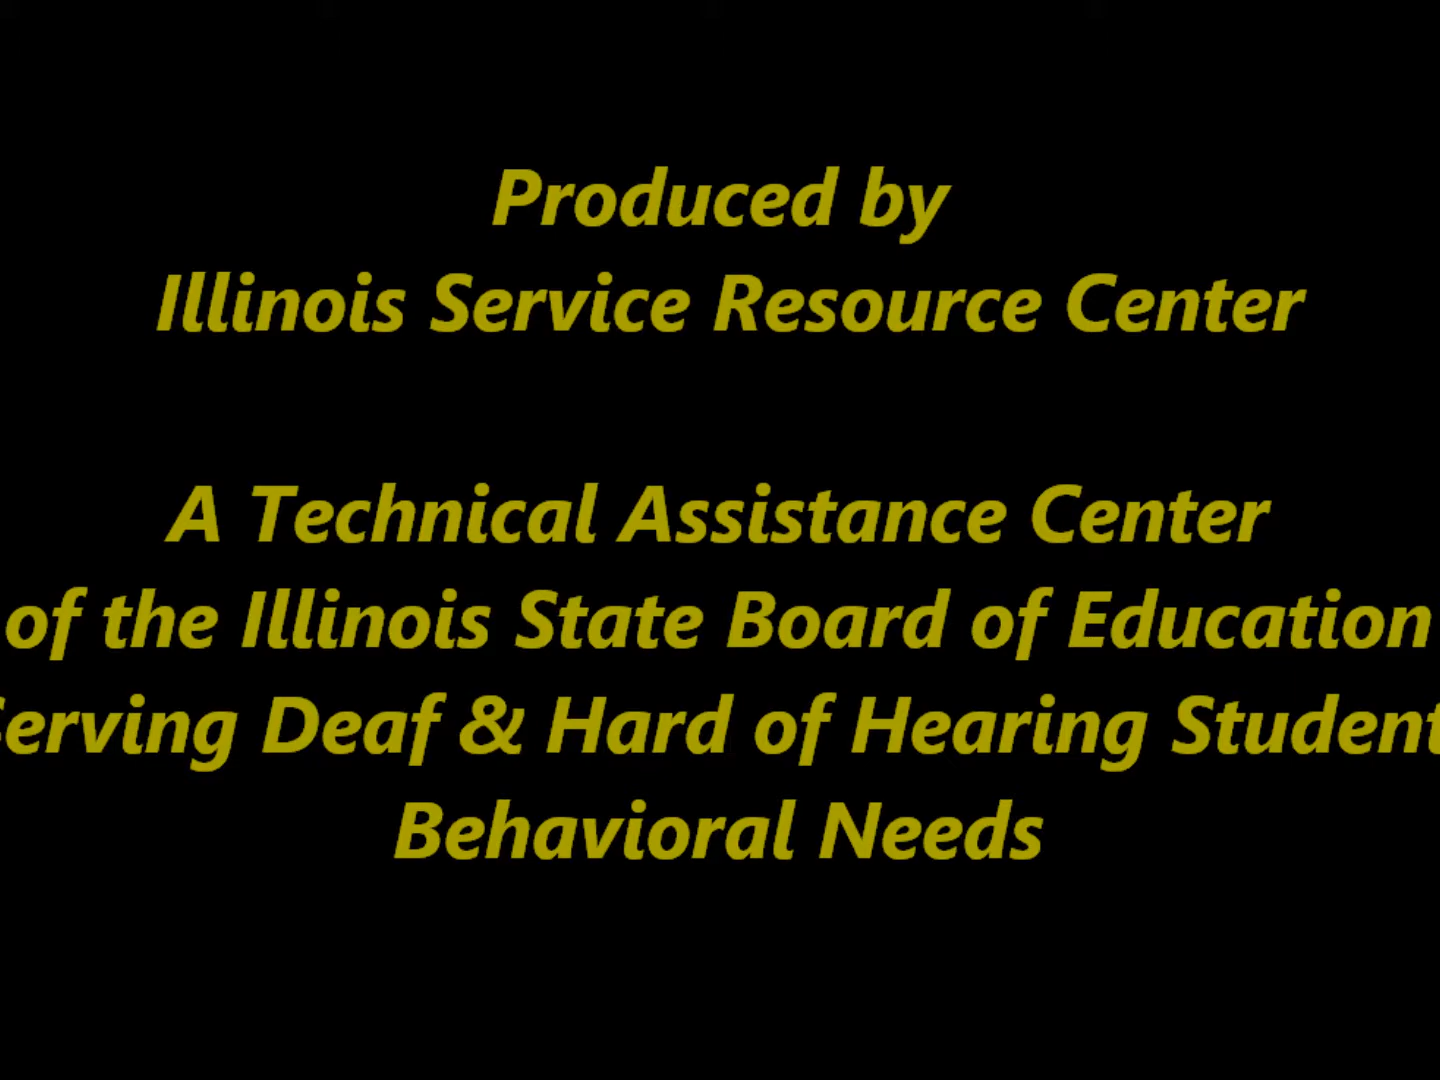 Produced by
Illinois Service Resource Center
A Technical Assistance Center
of the Illinois State Board of Education
erving Deaf & Hard of Hearing Student
Behavioral Needs